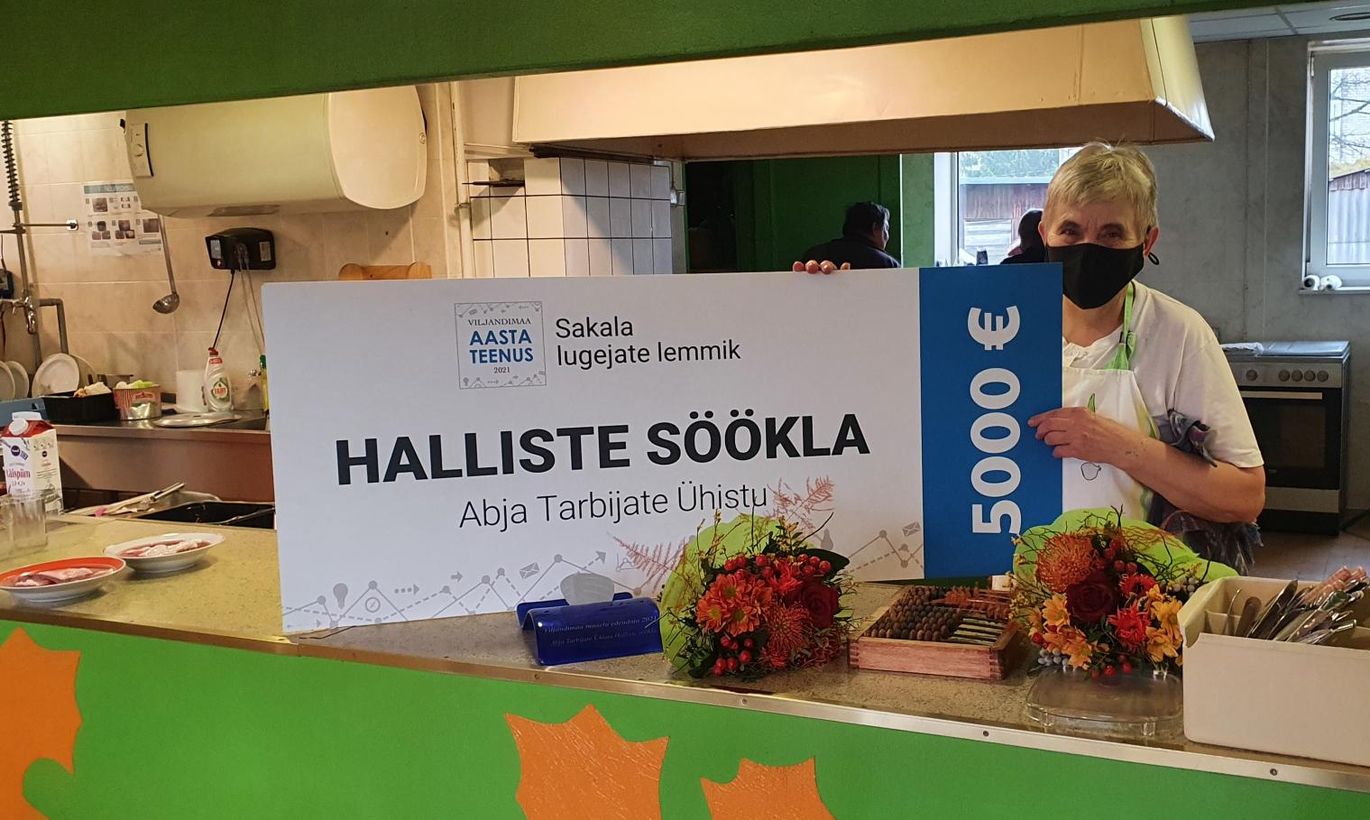 VILJANDIMAA
AASTA
TEENUS
2021
Sakala
lugejate lemmik
HALLISTE SÖÖKLA
Abja Tarbijate Ühistu
5000 €